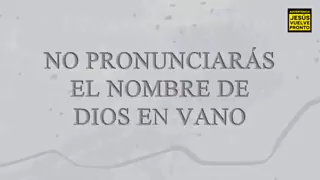 JESÚS
VUELVE
PRONTO
NO PRONUNCIARÁS
EL NOMBRE DE
DIOS EN VANO